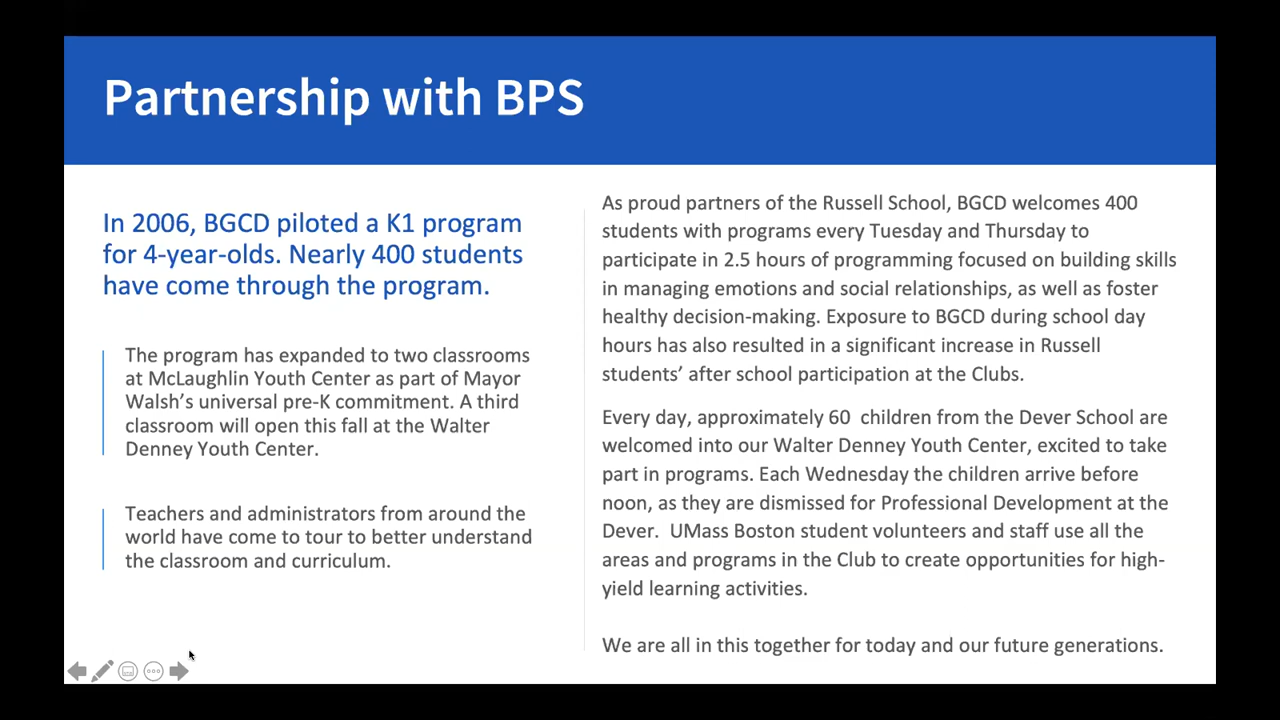 Partnership with BPS
In 2006, BGCD piloted a K1 program
for 4-year-olds. Nearly 400 students
have come through the program.
The program has expanded to two classrooms
at McLaughlin Youth Center as part of Mayor
Walsh’s universal pre-K commitment. A third
classroom will open this fall at the Walter
Denney Youth Center.
Teachers and administrators from around the
world have come to tour to better understand
the classroom and curriculum.
As proud partners of the Russell School, BGCD welcomes 400
students with programs every Tuesday and Thursday to
participate in 2.5 hours of programming focused on building skills
in managing emotions and social relationships, as well as foster
healthy decision-making. Exposure to BGCD during school day
hours has also resulted in a significant increase in Russell
students’ after school participation at the Clubs.
Every day, approximately 60  children from the Dever School are
welcomed into our Walter Denney Youth Center, excited to take
part in programs. Each Wednesday the children arrive before
noon, as they are dismissed for Professional Development at the
Dever.  UMass Boston student volunteers and staff use all the
areas and programs in the Club to create opportunities for high-
yield learning activities.
We are all in this together for today and our future generations.